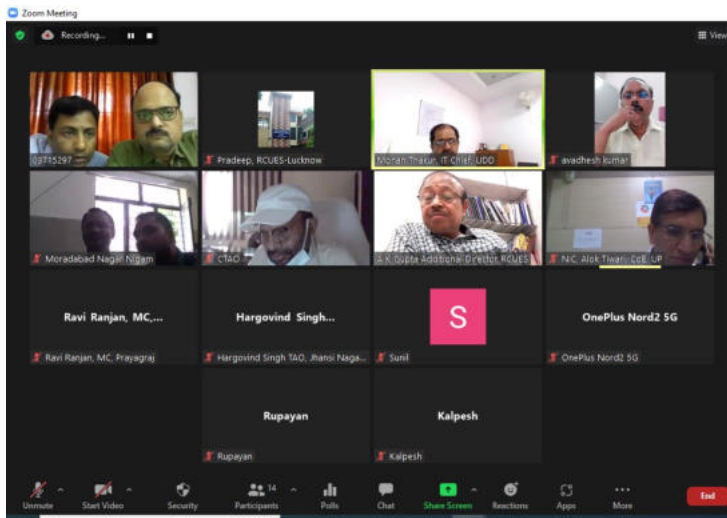 Zoom Meeting
Recording...
View
03715297
Pradeep, RCUES-Lucknow
Mohan Thakur, IT Chief, UDD
avadhesh kumar
Moradabad Nagar Nigam
CTAO
A K Gupta Additional Director RCUES
NIC, Alok Tiwari, CoE, UP
Ravi Ranjan, MC,...
Hargovind Singh...
S
OnePlus Nord2 5G
Ravi Ranjan, MC, Prayagraj
Hargovind Singh TAO, Jhansi Naga...
Sunil
OnePlus Nord2 5G
Rupayan
Kalpesh
Rupayan
Kalpesh
Unmute
Start Video
Security
Participants
14
Polls
Chat
Share Screen
Reactions
Apps
More
End